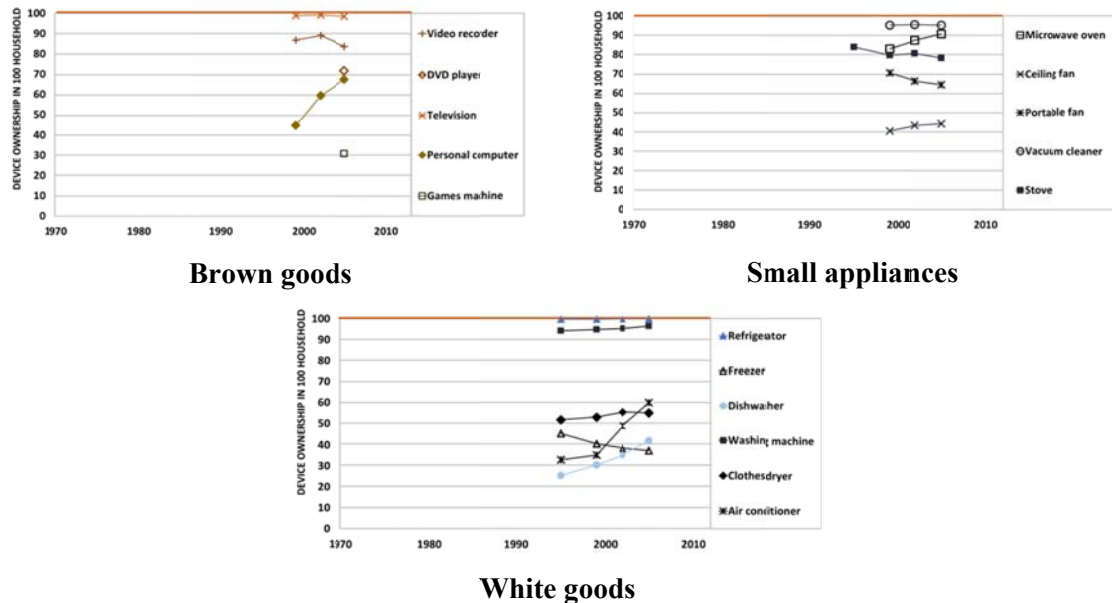 DEVICE OWNERSHIP IN 100 HOUSEHOLD
100
90
80
70
60
50
40
30
20
10
0
1970 1980 1990 2000 2010
Video recorder
DVD player
Television
Personal computer
Games machine
Brown goods
DEVICE OWNERSHIP IN 100 HOUSEHOLD
100
90
80
70
60
50
40
30
20
10
0
1970 1980 1990 2000 2010
Microwave oven
Ceiling fan
Portable fan
Vacuum cleaner
Stove
Small appliances
DEVICE OWNERSHIP IN 100 HOUSEHOLD
100
90
80
70
60
50
40
30
20
10
0
1970 1980 1990 2000 2010
Refrigerator
Freezer
Dishwasher
Washing machine
Clothesdryer
Air conditioner
White goods